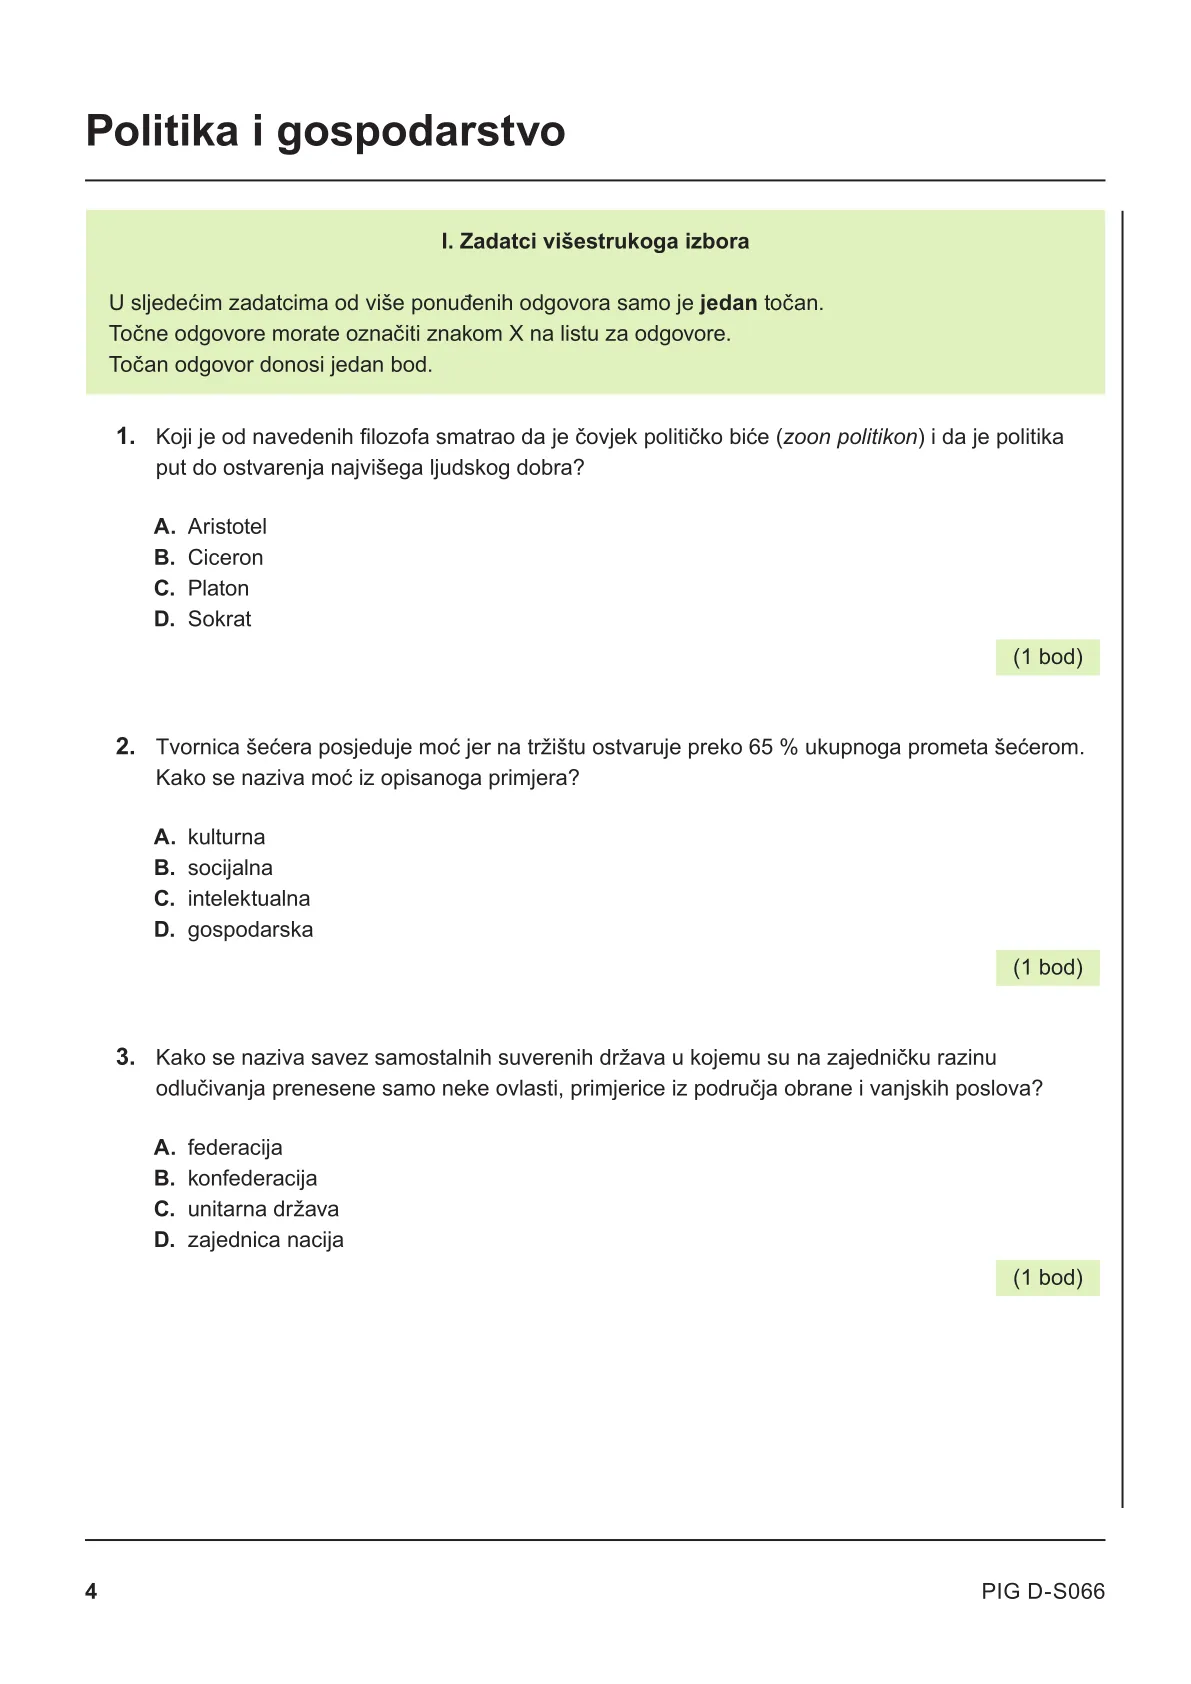 Politika i gospodarstvo
I. Zadatci višestrukoga izbora
U sljedećim zadatcima od više ponuđenih odgovora samo je jedan točan.
Točne odgovore morate označiti znakom X na listu za odgovore.
Točan odgovor donosi jedan bod.
1. Koji je od navedenih filozofa smatrao da je čovjek političko biće (zoon politikon) i da je politika
put do ostvarenja najvišega ljudskog dobra?
A. Aristotel
B. Ciceron
C. Platon
D. Sokrat
(1 bod)
2. Tvornica šećera posjeduje moć jer na tržištu ostvaruje preko 65 % ukupnoga prometa šećerom.
Kako se naziva moć iz opisanoga primjera?
A. kulturna
B. socijalna
C. intelektualna
D. gospodarska
(1 bod)
3. Kako se naziva savez samostalnih suverenih država u kojemu su na zajedničku razinu
odlučivanja prenesene samo neke ovlasti, primjerice iz područja obrane i vanjskih poslova?
A. federacija
B. konfederacija
C. unitarna država
D. zajednica nacija
(1 bod)
4
PIG D-S066